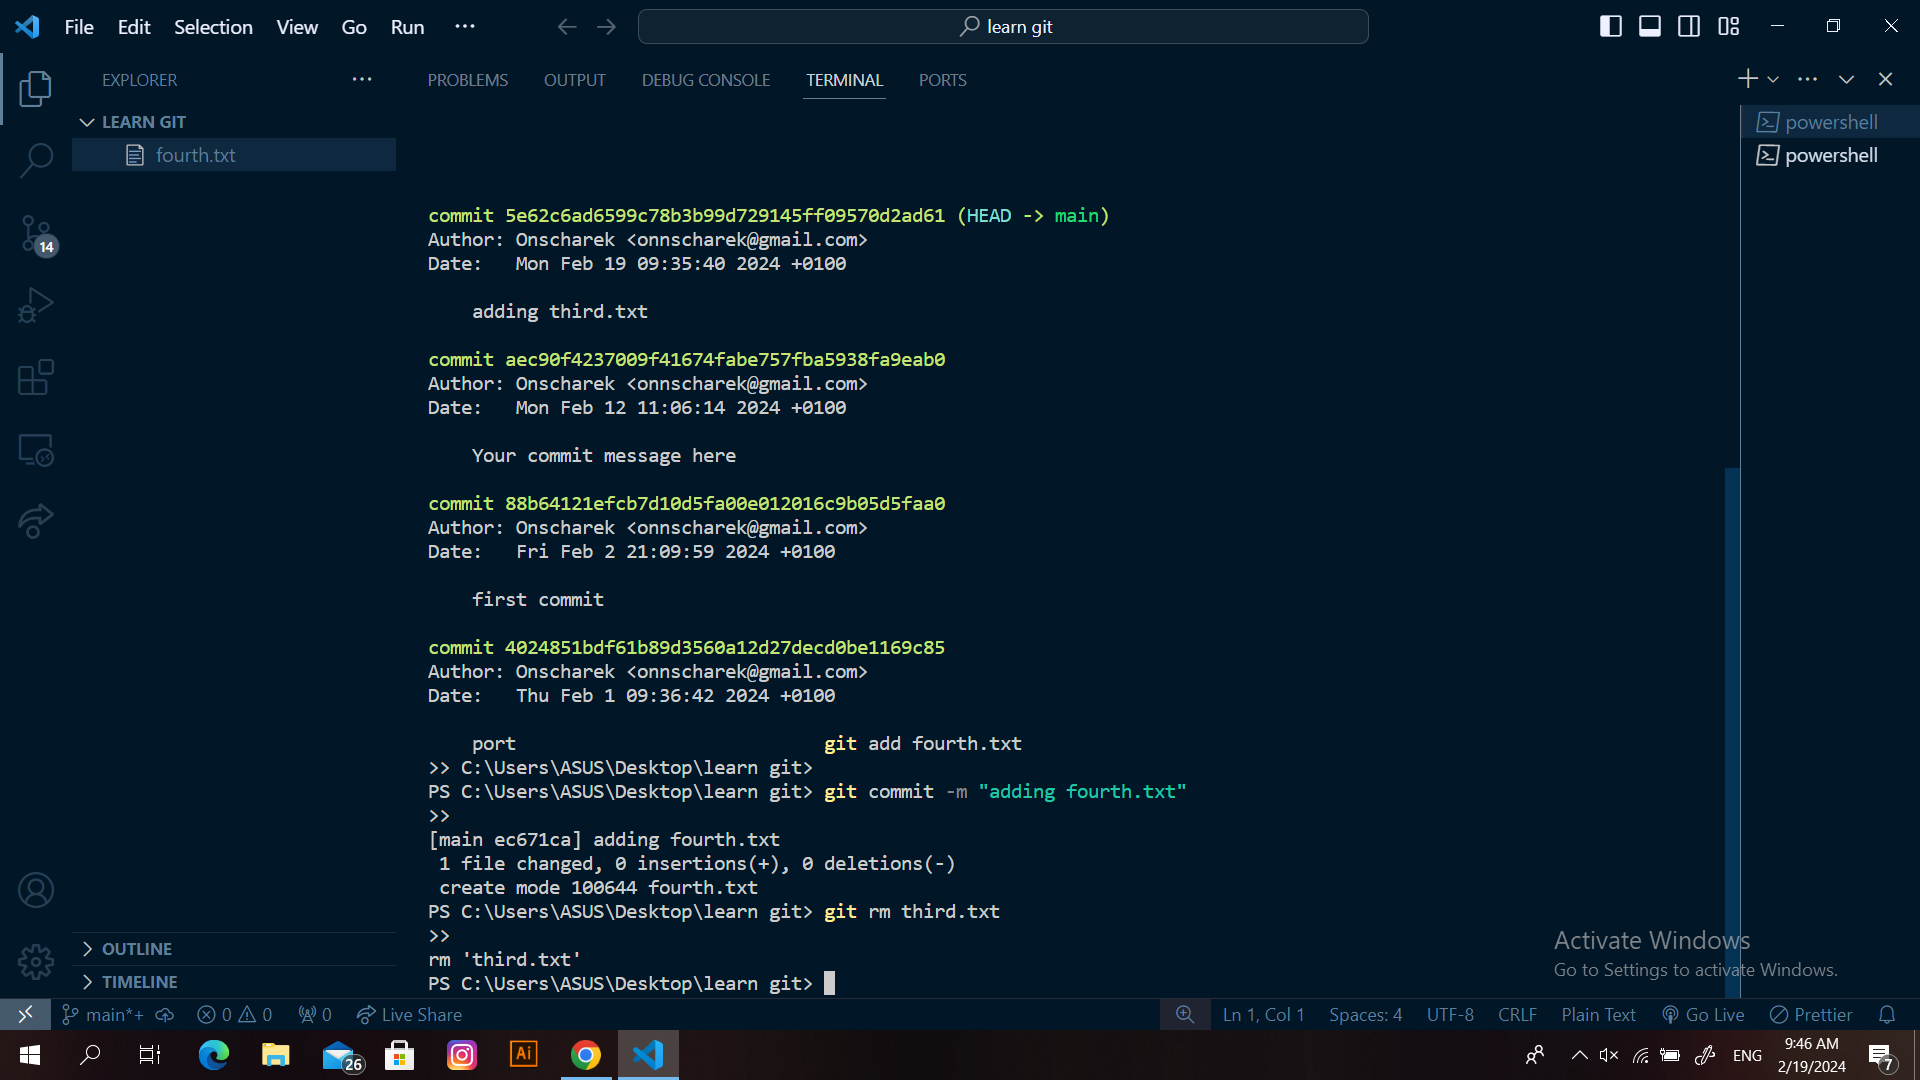 File Edit Selection View Go Run ··· learn git
EXPLORER ···
PROBLEMS OUTPUT DEBUG CONSOLE TERMINAL PORTS
LEARN GIT
fourth.txt
powershell
powershell
14
commit 5e62c6ad6599c78b3b99d729145ff09570d2ad61 (HEAD -> main)
Author: Onscharek <onnscharek@gmail.com>
Date:   Mon Feb 19 09:35:40 2024 +0100
adding third.txt
commit aec90f4237009f41674fabe757fba5938fa9eab0
Author: Onscharek <onnscharek@gmail.com>
Date:   Mon Feb 12 11:06:14 2024 +0100
Your commit message here
commit 88b64121efcb7d10d5fa00e012016c9b05d5faa0
Author: Onscharek <onnscharek@gmail.com>
Date:   Fri Feb 2 21:09:59 2024 +0100
first commit
commit 4024851bdf61b89d3560a12d27decd0be1169c85
Author: Onscharek <onnscharek@gmail.com>
Date:   Thu Feb 1 09:36:42 2024 +0100
port                            git add fourth.txt
>> C:\Users\ASUS\Desktop\learn git>
PS C:\Users\ASUS\Desktop\learn git> git commit -m "adding fourth.txt"
>>
[main ec671ca] adding fourth.txt
1 file changed, 0 insertions(+), 0 deletions(-)
create mode 100644 fourth.txt
PS C:\Users\ASUS\Desktop\learn git> git rm third.txt
>>
rm 'third.txt'
PS C:\Users\ASUS\Desktop\learn git>
OUTLINE
TIMELINE
Activate Windows
Go to Settings to activate Windows.
main*+ 0 0 0 Live Share Ln 1, Col 1 Spaces: 4 UTF-8 CRLF Plain Text Go Live Prettier
26 Ai ENG 9:46 AM
2/19/2024 7